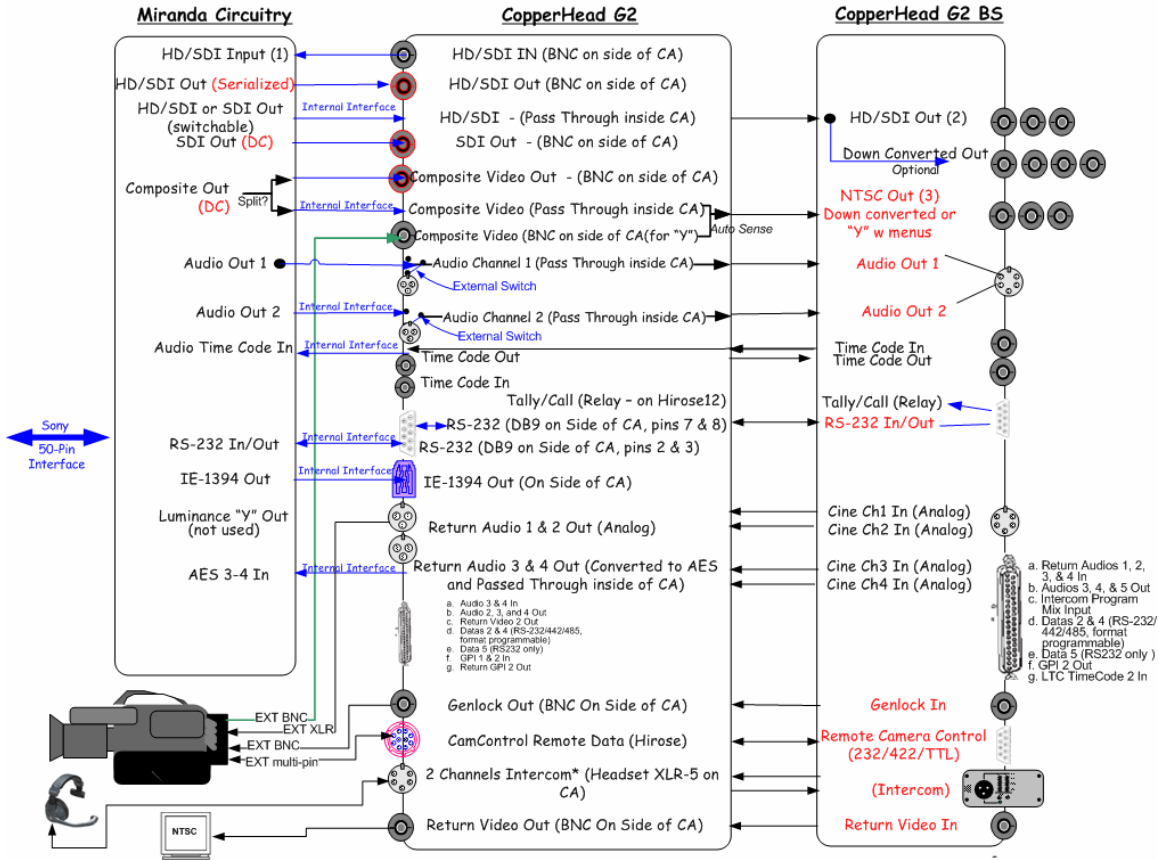 Miranda Circuitry
CopperHead G2
CopperHead G2 BS
HD/SDI Input (1)
HD/SDI IN (BNC on side of CA)
HD/SDI Out (Serialized)
HD/SDI Out (BNC on side of CA)
HD/SDI or SDI Out
(switchable)
Internal Interface
HD/SDI - (Pass Through inside CA)
HD/SDI Out (2)
SDI Out (DC)
SDI Out - (BNC on side of CA)
Down Converted Out
Optional
Composite Out
(DC)
Split?
Composite Video Out - (BNC on side of CA)
Internal Interface
Composite Video (Pass Through inside CA)
Auto Sense
NTSC Out (3)
Down converted or
"Y" w menus
Composite Video (BNC on side of CA(for "Y")
Audio Out 1
Audio Channel 1 (Pass Through inside CA)
Audio Out 1
External Switch
Audio Out 2
Internal Interface
Audio Channel 2 (Pass Through inside CA)
Audio Out 2
External Switch
Audio Time Code In
Internal Interface
Time Code Out
Time Code In
Time Code In
Time Code Out
Tally/Call (Relay - on Hirose12)
Tally/Call (Relay)
Sony
50-Pin
Interface
RS-232 (DB9 on Side of CA, pins 7 & 8)
RS-232 In/Out
RS-232 In/Out
Internal Interface
RS-232 (DB9 on Side of CA, pins 2 & 3)
IE-1394 Out
Internal Interface
IE-1394 Out (On Side of CA)
Luminance "Y" Out
(not used)
Return Audio 1 & 2 Out (Analog)
Cine Ch1 In (Analog)
Cine Ch2 In (Analog)
AES 3-4 In
Internal Interface
Return Audio 3 & 4 Out (Converted to AES
and Passed Through inside of CA)
Cine Ch3 In (Analog)
Cine Ch4 In (Analog)
a. Audio 3 & 4 In
b. Audio 2, 3, and 4 Out
c. Return Video 2 Out
d. Datas 2 & 4 (RS-232/442/485,
format programmable)
e. Data 5 (RS232 only)
f. GPI 1 & 2 In
g. Return GPI 2 Out
a. Return Audios 1, 2,
3, & 4 In
b. Audios 3, 4, & 5 Out
c. Intercom Program
Mix Input
d. Datas 2 & 4 (RS-232/
442/485, format
programmable)
e. Data 5 (RS232 only )
f. GPI 2 Out
g. LTC TimeCode 2 In
EXT BNC
EXT XLR
EXT BNC
EXT multi-pin
Genlock Out (BNC On Side of CA)
Genlock In
CamControl Remote Data (Hirose)
Remote Camera Control
(232/422/TTL)
2 Channels Intercom* (Headset XLR-5 on
CA)
(Intercom)
NTSC
Return Video Out (BNC On Side of CA)
Return Video In